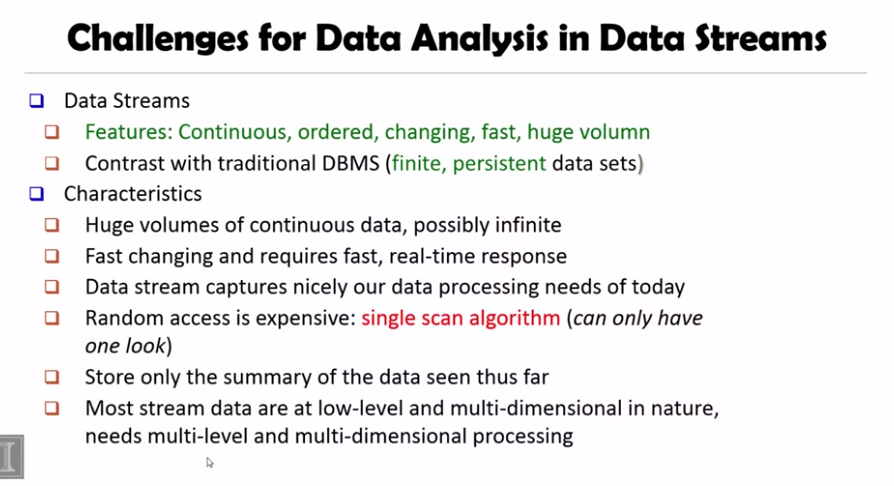 Challenges for Data Analysis in Data Streams
Data Streams
Features: Continuous, ordered, changing, fast, huge volumn
Contrast with traditional DBMS (finite, persistent data sets)
Characteristics
Huge volumes of continuous data, possibly infinite
Fast changing and requires fast, real-time response
Data stream captures nicely our data processing needs of today
Random access is expensive: single scan algorithm (can only have
one look)
Store only the summary of the data seen thus far
Most stream data are at low-level and multi-dimensional in nature,
needs multi-level and multi-dimensional processing
I